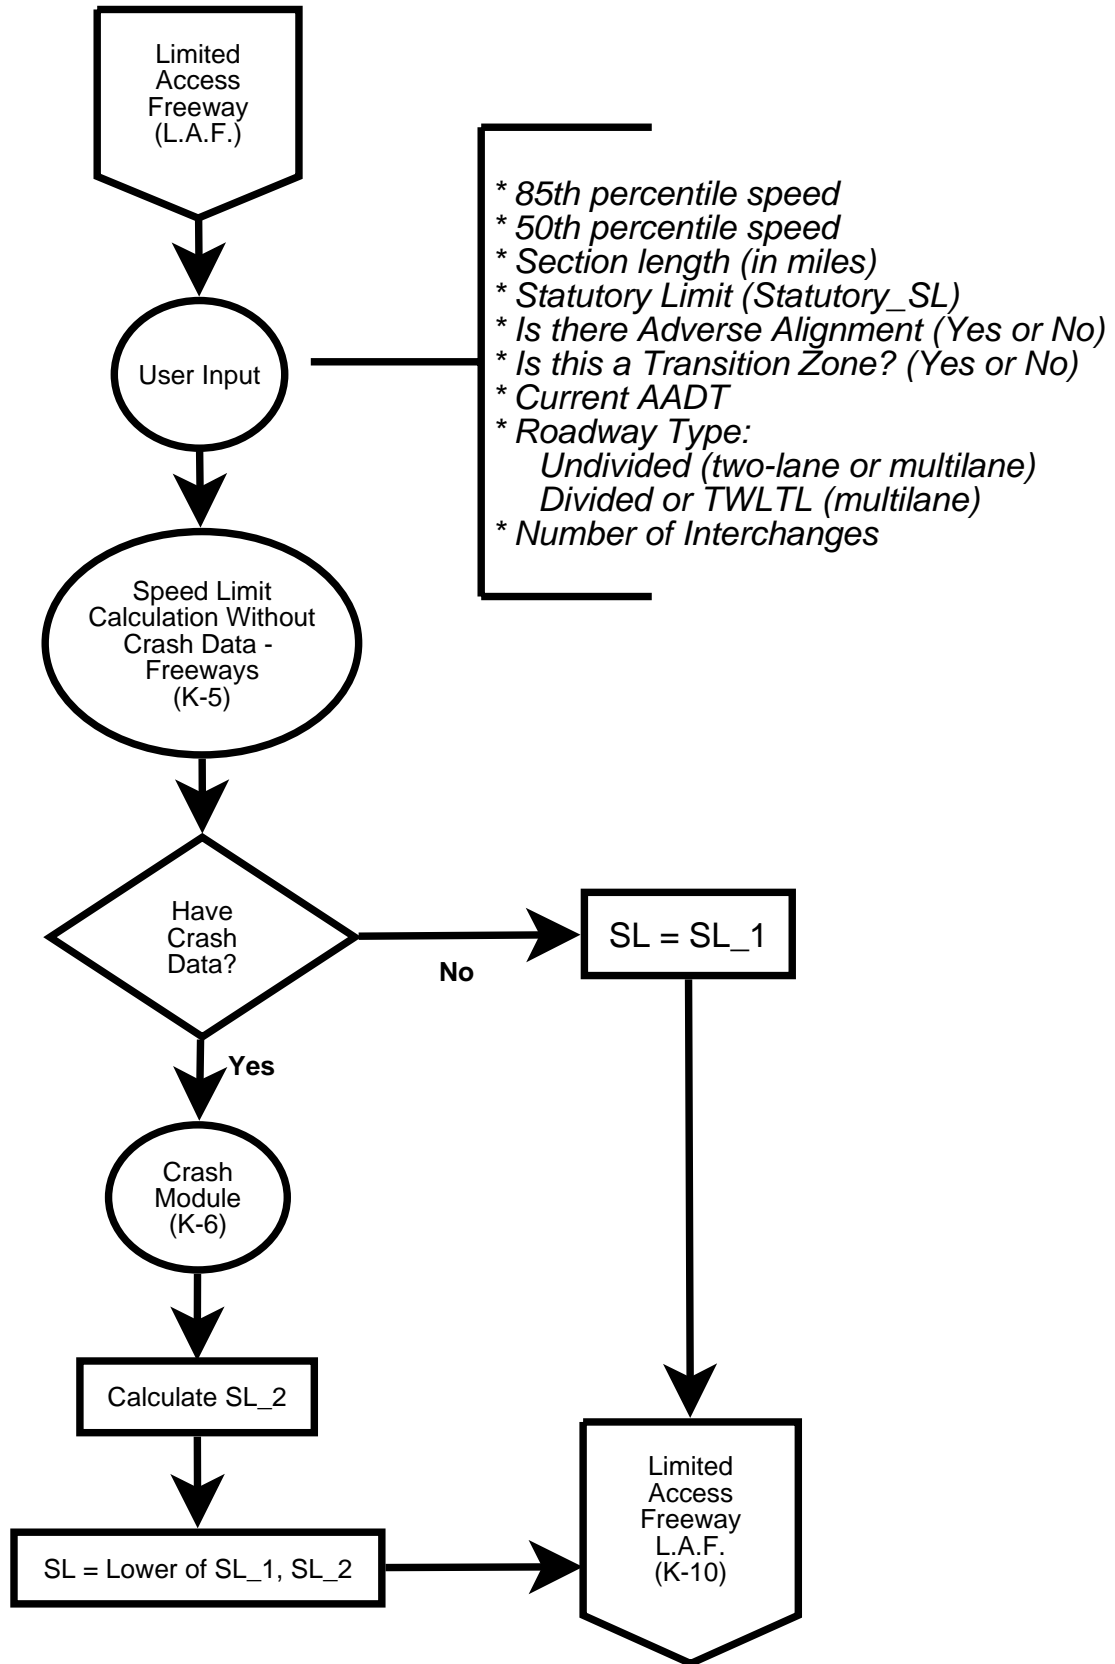 Limited
Access
Freeway
(L.A.F.)
* 85th percentile speed
* 50th percentile speed
* Section length (in miles)
* Statutory Limit (Statutory_SL)
* Is there Adverse Alignment (Yes or No)
* Is this a Transition Zone? (Yes or No)
* Current AADT
* Roadway Type:
Undivided (two-lane or multilane)
Divided or TWLTL (multilane)
* Number of Interchanges
User Input
Speed Limit
Calculation Without
Crash Data -
Freeways
(K-5)
Have
Crash
Data?
No
SL = SL_1
Yes
Crash
Module
(K-6)
Calculate SL_2
SL = Lower of SL_1, SL_2
Limited
Access
Freeway
L.A.F.
(K-10)